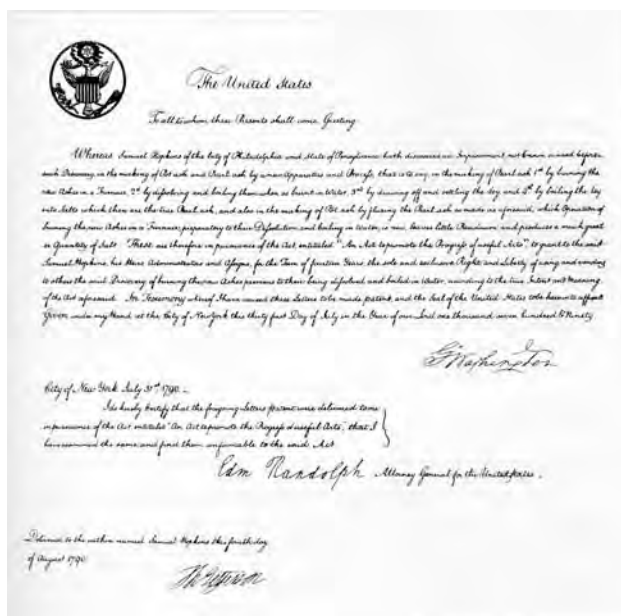 The United States
To all to whom these Presents shall come, Greeting.
Whereas Samuel Hopkins of the City of Philadelphia and State of Pensylvania hath discovered an Improvement, not known or used before
such Discovery, in the making of Pot ash and Pearl ash by a new Apparatus and Process; that is to say, in the making of Pearl ash 1st by burning the
raw Ashes in a Furnace, 2d by dissolving and boiling them when so burnt in Water, 3rd by drawing off and settling the ley, and 4th by boiling the ley
into Salts which then are the true Pearl ash; and also in the making of Pot ash by fluxing the Pearl ash so made as aforesaid; which Operation of
burning the raw Ashes in a Furnace, preparatory to their Dissolution and boiling in Water, is new, leaves little Residuum; and produces a much greater
Quantity of Salt: These are therefore in pursuance of the Act, entituled "An Act to promote the Progress of useful Arts", to grant to the said
Samuel Hopkins, his Heirs, Administrators and Assigns, for the Term of fourteen Years, the sole and exclusive Right and Liberty of using and vending
to others the said Discovery of burning the raw Ashes previous to their being dissolved and boiled in Water, according to the true Intent and Meaning
of the Act aforesaid. In Testimony whereof I have caused these Letters to be made patent, and the Seal of the United States to be hereunto affixed
Given under my Hand at the City of New York this thirty first Day of July in the Year of our Lord one thousand seven hundred & Ninety.
G. Washington
City of New York July 31st 1790.
I do hereby Certify that the foregoing Letters patent were delivered to me
in pursuance of the Act, entituled "An Act to promote the Progress of useful Arts"; that I
have examined the same, and find them conformable to the said Act.
Edm Randolph Attorney General for the United States.
Delivered to the within named Samuel Hopkins this fourth day
of August 1790.
Th Jefferson